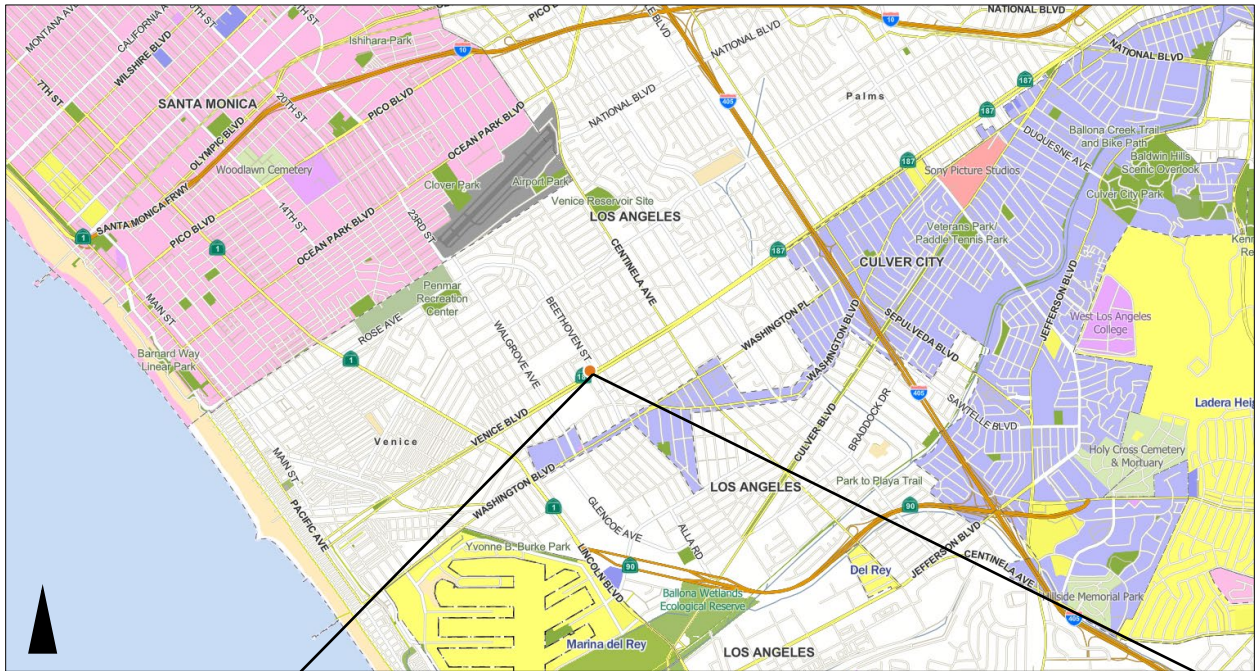 MONTANA AVE
CALIFORNIA A
WILSHIRE BLVD
7TH ST
20TH ST
Ishihara Park
PICO BLVD
10
NATIONAL BLVD
10
NATIONAL BLVD
NATIONAL BLVD
187
SANTA MONICA
OLYMPIC BLVD
PICO BLVD
OCEAN PARK BLVD
NATIONAL BLVD
405
Palms
187
DUQUESNE AVE
Ballona Creek Trail
and Bike Path
Baldwin Hills
Scenic Overlook
Culver City Park
Woodlawn Cemetery
Clover Park
Airport Park
187
Sony Picture Studios
SANTA MONICA FRWY
14TH ST
23RD ST
Venice Reservoir Site
LOS ANGELES
Veterans Park/
Paddle Tennis Park
1
PICO BLVD
1
OCEAN PARK BLVD
CENTINELA AVE
187
CULVER CITY
JEFFERSON BLVD
Ken
Re
MAIN ST
Penmar
Recreation
Center
ROSE AVE
BEETHOVEN ST
WALGROVE AVE
WASHINGTON PL
WASHINGTON BLVD
SEPULVEDA BLVD
West Los Angeles
College
Barnard Way
Linear Park
1
405
SAWTELLE BLVD
Ladera Hei
Venice
VENICE BLVD
CULVER BLVD
BRADDOCK DR
MAIN ST
PACIFIC AVE
WASHINGTON BLVD
LOS ANGELES
Park to Playa Trail
Holy Cross Cemetery
& Mortuary
1
GLENCOE AVE
ALLA RD
90
Yvonne B. Burke Park
LINCOLN BLVD
90
Del Rey
JEFFERSON BLVD
CENTINELA AVE
Ballona Wetlands
Ecological Reserve
Hillside Memorial Park
405
Marina del Rey
LOS ANGELES